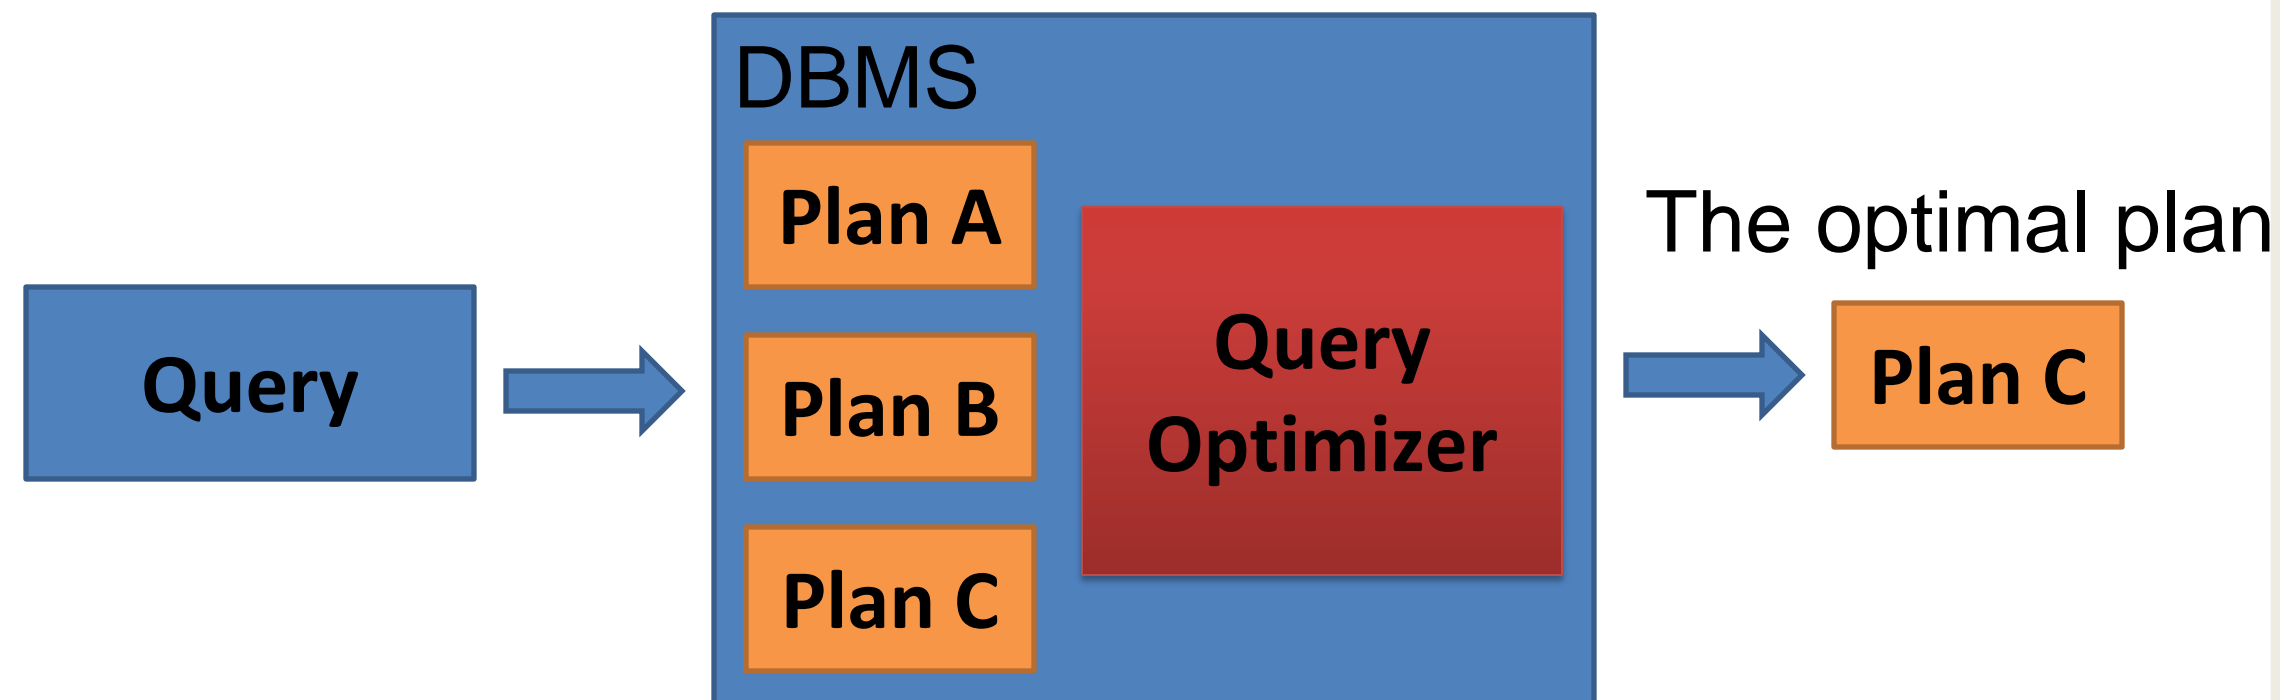 Query
DBMS
Plan A
Plan B
Plan C
Query
Optimizer
The optimal plan
Plan C